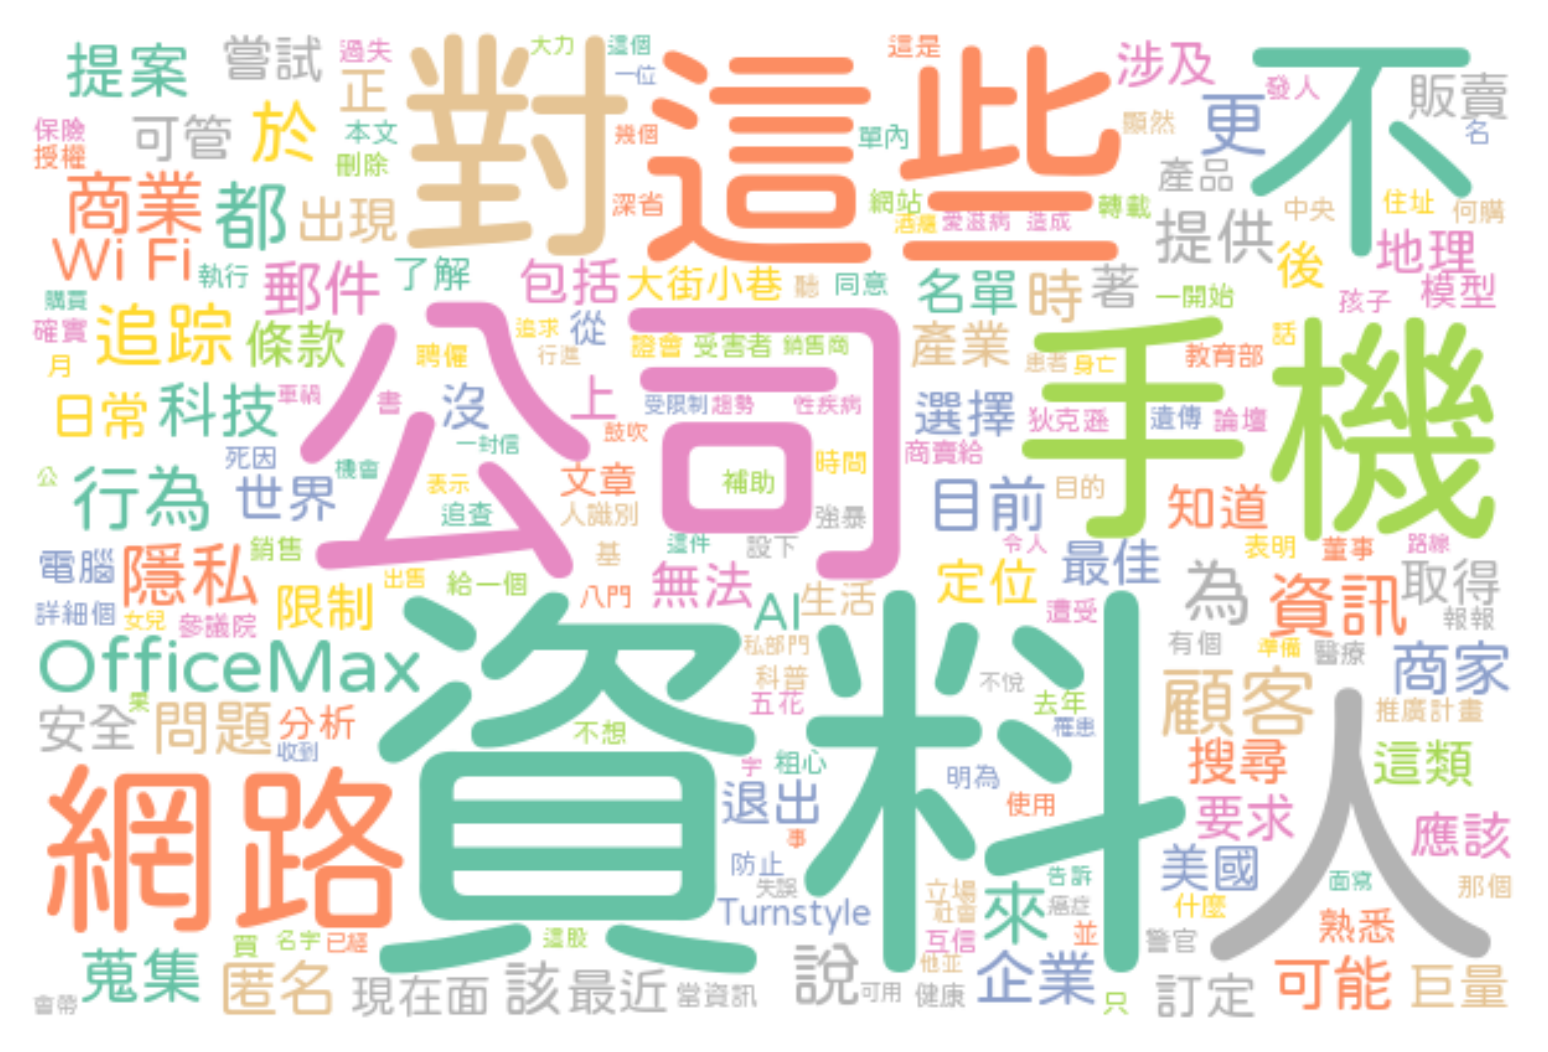 提案
嘗試
過失
大力
這個
一位
正
對
這些
這是
涉及
不
發人
販賣
名
更
保險
授權
可管
於
本文
刪除
幾個
單內
顯然
產品
商業
都
出現
深省
網站
酒癮
愛滋病
造成
轉載
提供
中央
住址
何購
後
地理
Wi Fi
執行
郵件
了解
包括
大街小巷
聽
同意
名單
時
著
一開始
孩子
模型
購買
確實
追踪
條款
月
聘僱
追求
行進
從
證會
受害者
銷售商
產業
患者
身亡
教育部
話
公司
手機
日常
科技
車禍
書
沒
上
受限制
趨勢
性疾病
選擇
狄克遜
遺傳
論壇
鼓吹
一封信
商賣給
公
死因
機會
行為
世界
表示
追查
文章
人識別
補助
時間
強暴
目前
目的
知道
電腦
隱私
銷售
基
這件
設下
令人
最佳
表明
董事
路線
詳細個
女兒
參議院
限制
出售
給一個
八門
無法
AI
生活
定位
遭受
為
資訊
取得
報報
OfficeMax
資料
私部門
科普
五花
不悅
去年
罹患
有個
準備
醫療
商家
人
顧客
推廣計畫
果
安全
問題
分析
收到
不想
字
粗心
明為
搜尋
這類
網路
退出
使用
事
要求
應該
防止
失誤
Turnstyle
立場
社會
來
告訴
癌症
美國
什麼
面寫
那個
蒐集
買
名字
已經
這股
互信
並
警官
熟悉
會帶
匿名
現在面
該
最近
當資訊
說
可用
他並
健康
企業
只
訂定
可能
巨量